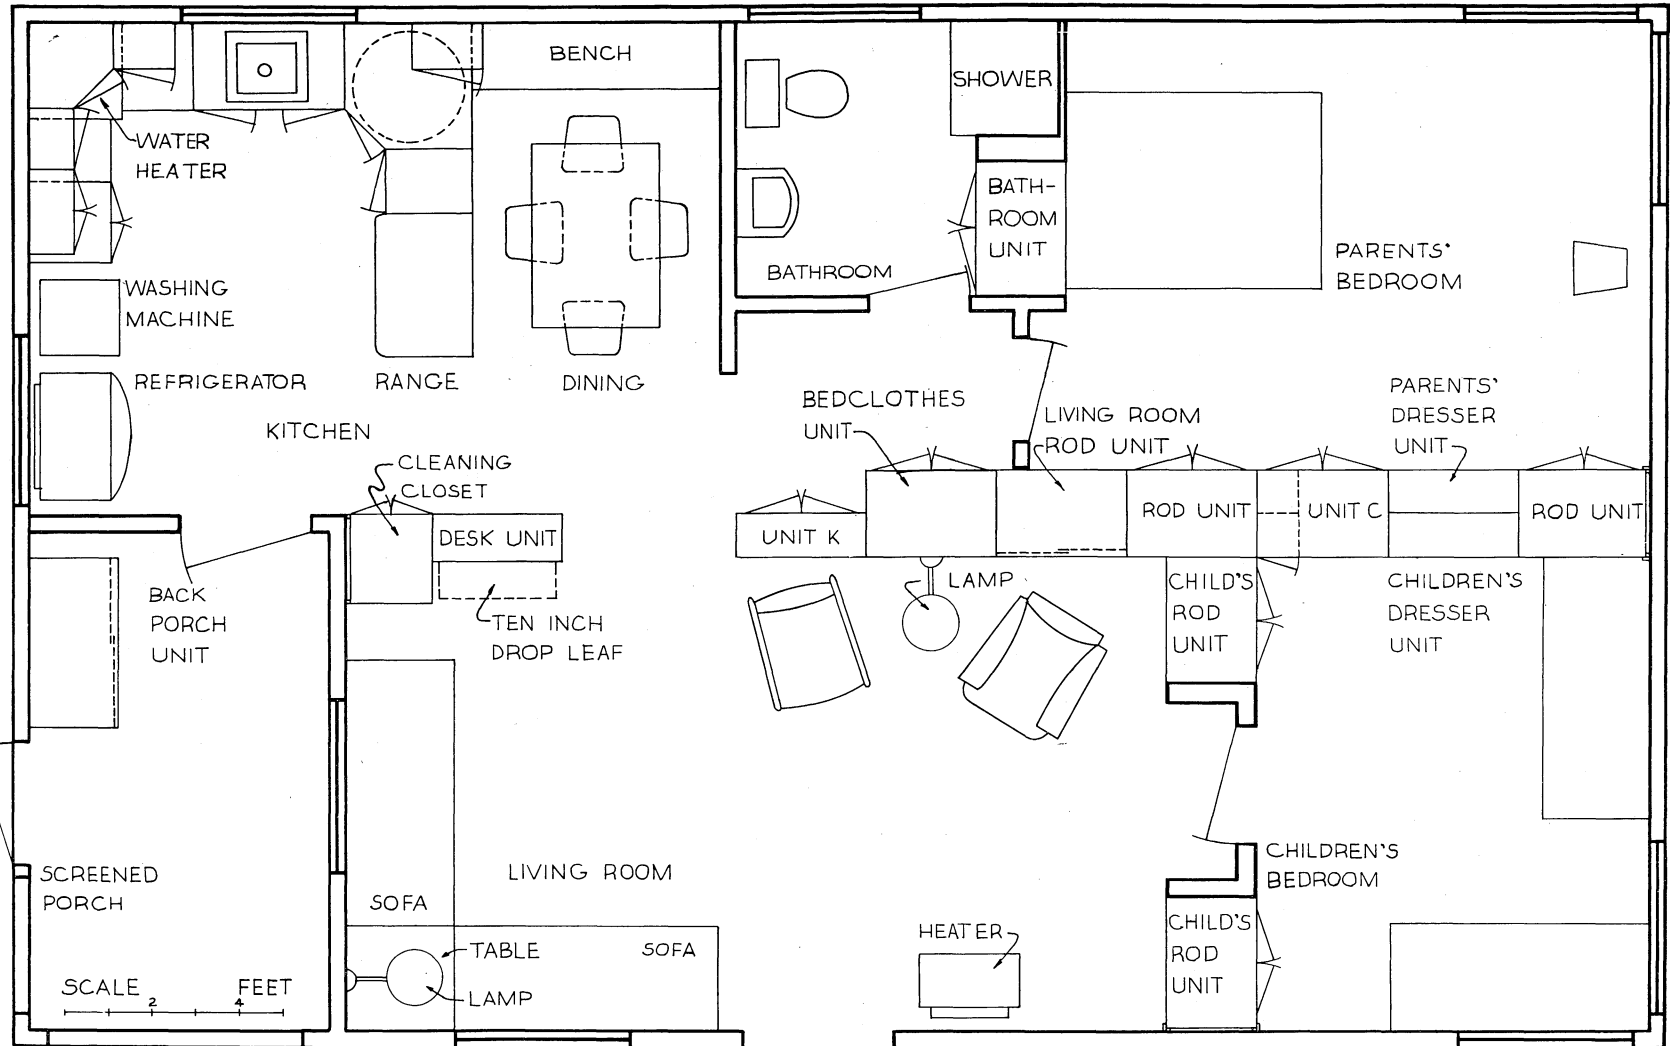 BENCH
SHOWER
WATER
HEATER
BATH-
ROOM
UNIT
PARENTS'
BEDROOM
BATHROOM
WASHING
MACHINE
REFRIGERATOR
RANGE
DINING
KITCHEN
BEDCLOTHES
UNIT
LIVING ROOM
ROD UNIT
PARENTS'
DRESSER
UNIT
CLEANING
CLOSET
DESK UNIT
UNIT K
ROD UNIT
UNIT C
ROD UNIT
BACK
PORCH
UNIT
TEN INCH
DROP LEAF
LAMP
CHILD'S
ROD
UNIT
CHILDREN'S
DRESSER
UNIT
SCREENED
PORCH
LIVING ROOM
SOFA
CHILDREN'S
BEDROOM
TABLE
SOFA
LAMP
HEATER
CHILD'S
ROD
UNIT
SCALE FEET
2 4